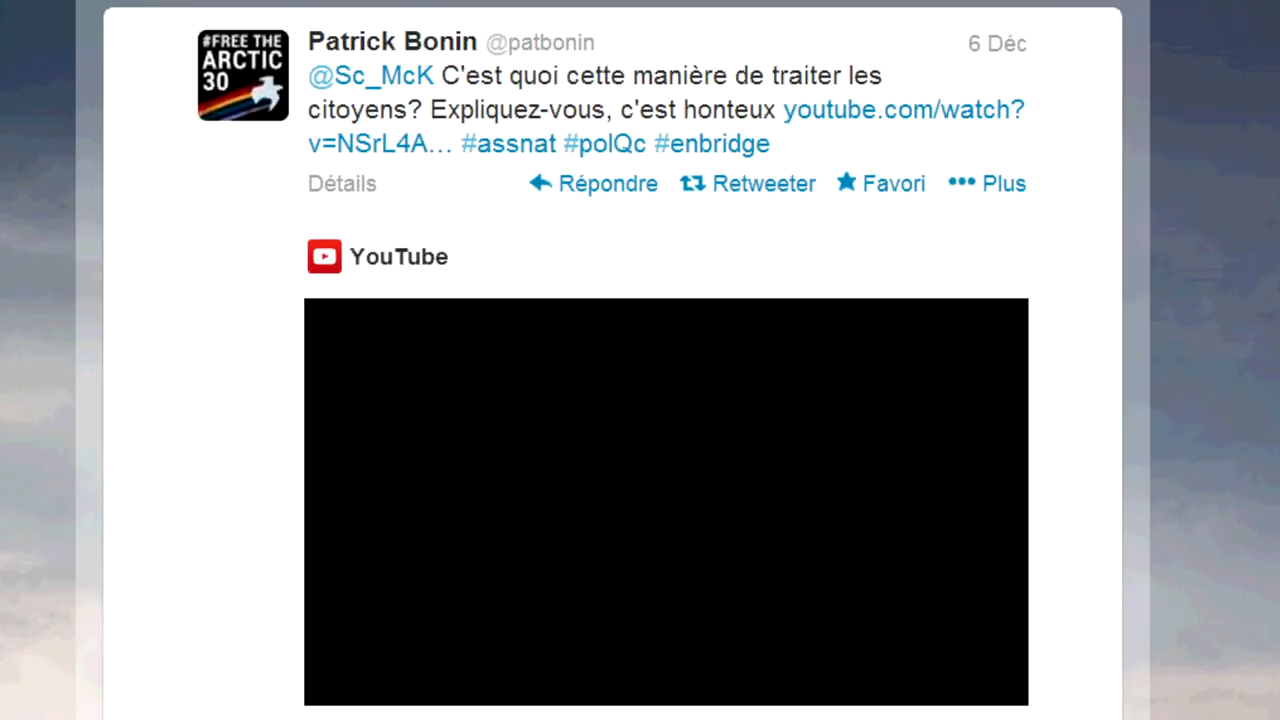 #FREE THE
ARCTIC
30
Patrick Bonin @patbonin
6 Déc
@Sc_McK C'est quoi cette manière de traiter les
citoyens? Expliquez-vous, c'est honteux youtube.com/watch?
v=NSrL4A… #assnat #polQc #enbridge
Détails
Répondre
Retweeter
Favori
Plus
YouTube